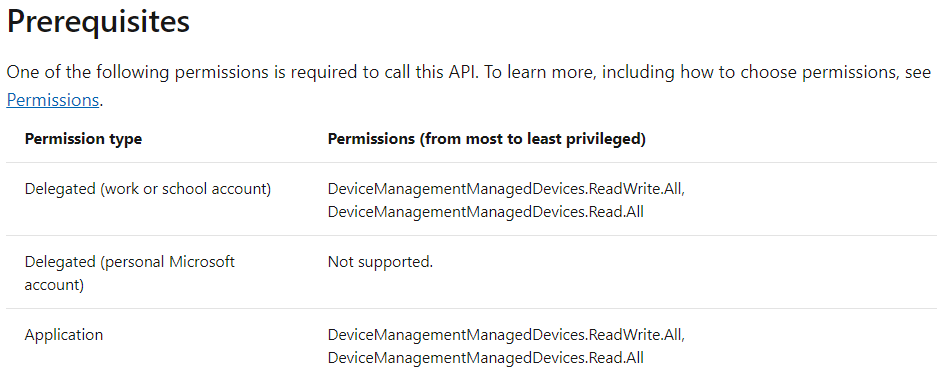 Prerequisites
One of the following permissions is required to call this API. To learn more, including how to choose permissions, see
Permissions.
Permission type Permissions (from most to least privileged)
Delegated (work or school account) DeviceManagementManagedDevices.ReadWrite.All,
DeviceManagementManagedDevices.Read.All
Delegated (personal Microsoft Not supported.
account)
Application DeviceManagementManagedDevices.ReadWrite.All,
DeviceManagementManagedDevices.Read.All